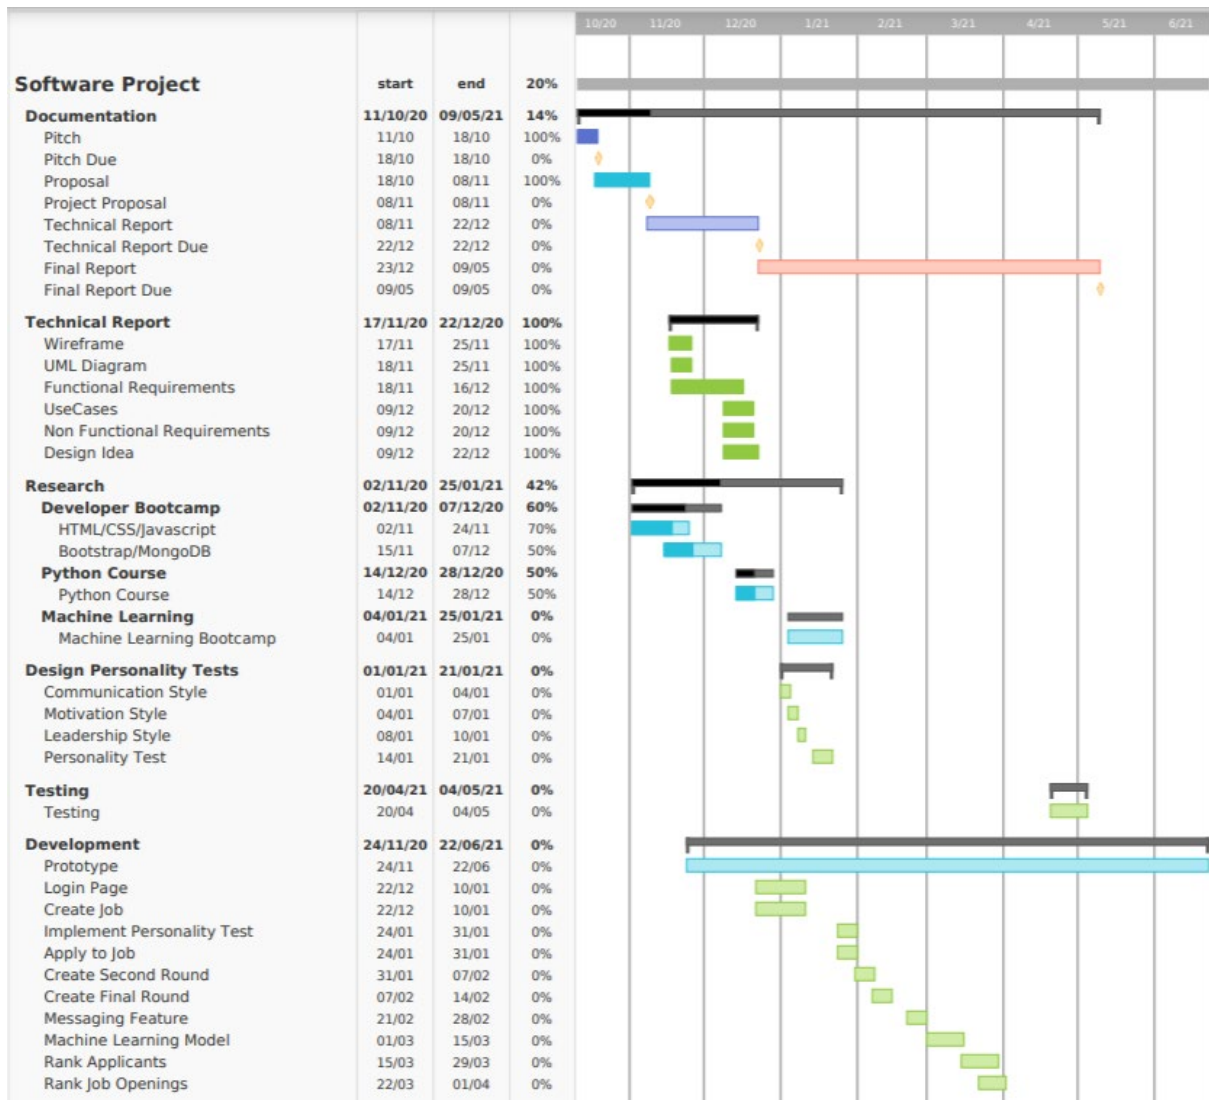 10/20 11/20 12/20 1/21 2/21 3/21 4/21 5/21 6/21
Software Project start end 20%
Documentation 11/10/20 09/05/21 14%
Pitch 11/10 18/10 100%
Pitch Due 18/10 18/10 0%
Proposal 18/10 08/11 100%
Project Proposal 08/11 08/11 0%
Technical Report 08/11 22/12 0%
Technical Report Due 22/12 22/12 0%
Final Report 23/12 09/05 0%
Final Report Due 09/05 09/05 0%
Technical Report 17/11/20 22/12/20 100%
Wireframe 17/11 25/11 100%
UML Diagram 18/11 25/11 100%
Functional Requirements 18/11 16/12 100%
UseCases 09/12 20/12 100%
Non Functional Requirements 09/12 20/12 100%
Design Idea 09/12 22/12 100%
Research 02/11/20 25/01/21 42%
Developer Bootcamp 02/11/20 07/12/20 60%
HTML/CSS/Javascript 02/11 24/11 70%
Bootstrap/MongoDB 15/11 07/12 50%
Python Course 14/12/20 28/12/20 50%
Python Course 14/12 28/12 50%
Machine Learning 04/01/21 25/01/21 0%
Machine Learning Bootcamp 04/01 25/01 0%
Design Personality Tests 01/01/21 21/01/21 0%
Communication Style 01/01 04/01 0%
Motivation Style 04/01 07/01 0%
Leadership Style 08/01 10/01 0%
Personality Test 14/01 21/01 0%
Testing 20/04/21 04/05/21 0%
Testing 20/04 04/05 0%
Development 24/11/20 22/06/21 0%
Prototype 24/11 22/06 0%
Login Page 22/12 10/01 0%
Create Job 22/12 10/01 0%
Implement Personality Test 24/01 31/01 0%
Apply to Job 24/01 31/01 0%
Create Second Round 31/01 07/02 0%
Create Final Round 07/02 14/02 0%
Messaging Feature 21/02 28/02 0%
Machine Learning Model 01/03 15/03 0%
Rank Applicants 15/03 29/03 0%
Rank Job Openings 22/03 01/04 0%